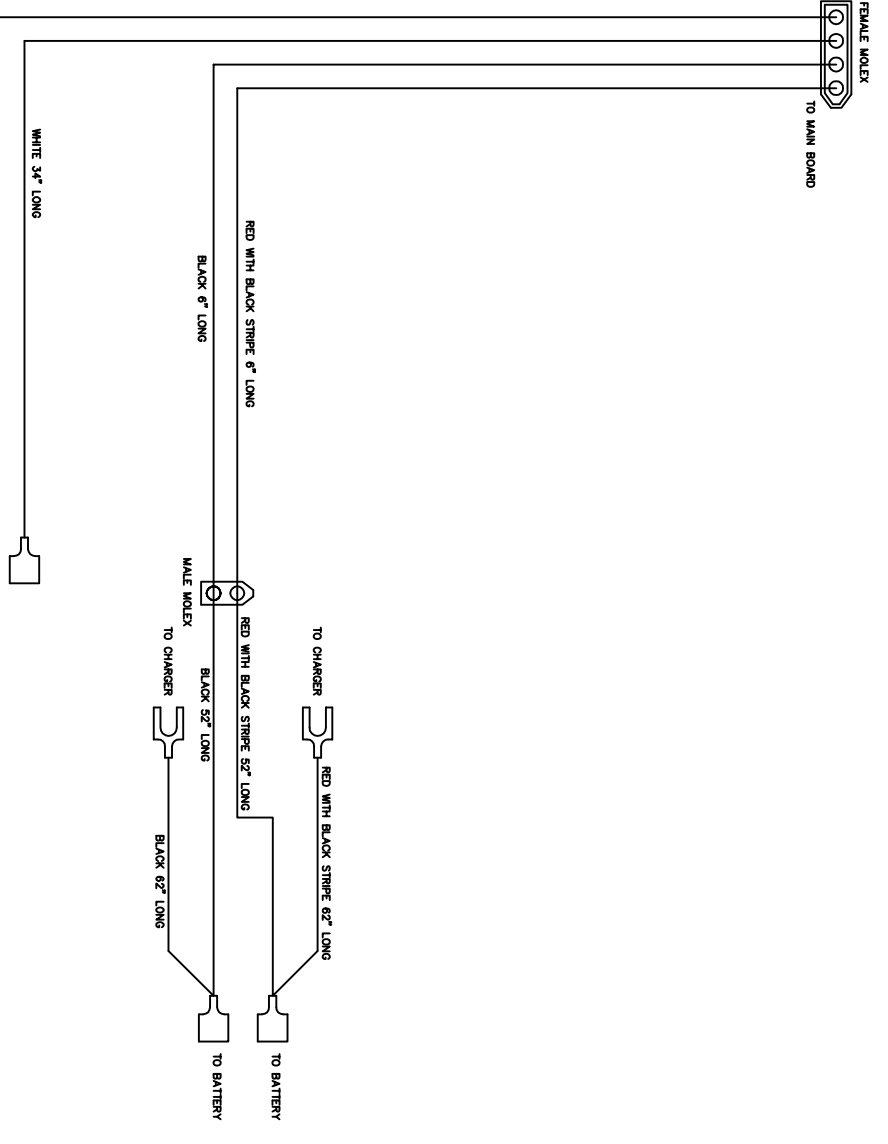 FEMALE MOLEX
TO MAIN BOARD
WHITE 34" LONG
RED WITH BLACK STRIPE 6" LONG
BLACK 6" LONG
MALE MOLEX
TO CHARGER
RED WITH BLACK STRIPE 52" LONG
BLACK 52" LONG
TO CHARGER
RED WITH BLACK STRIPE 62" LONG
BLACK 62" LONG
TO BATTERY
TO BATTERY